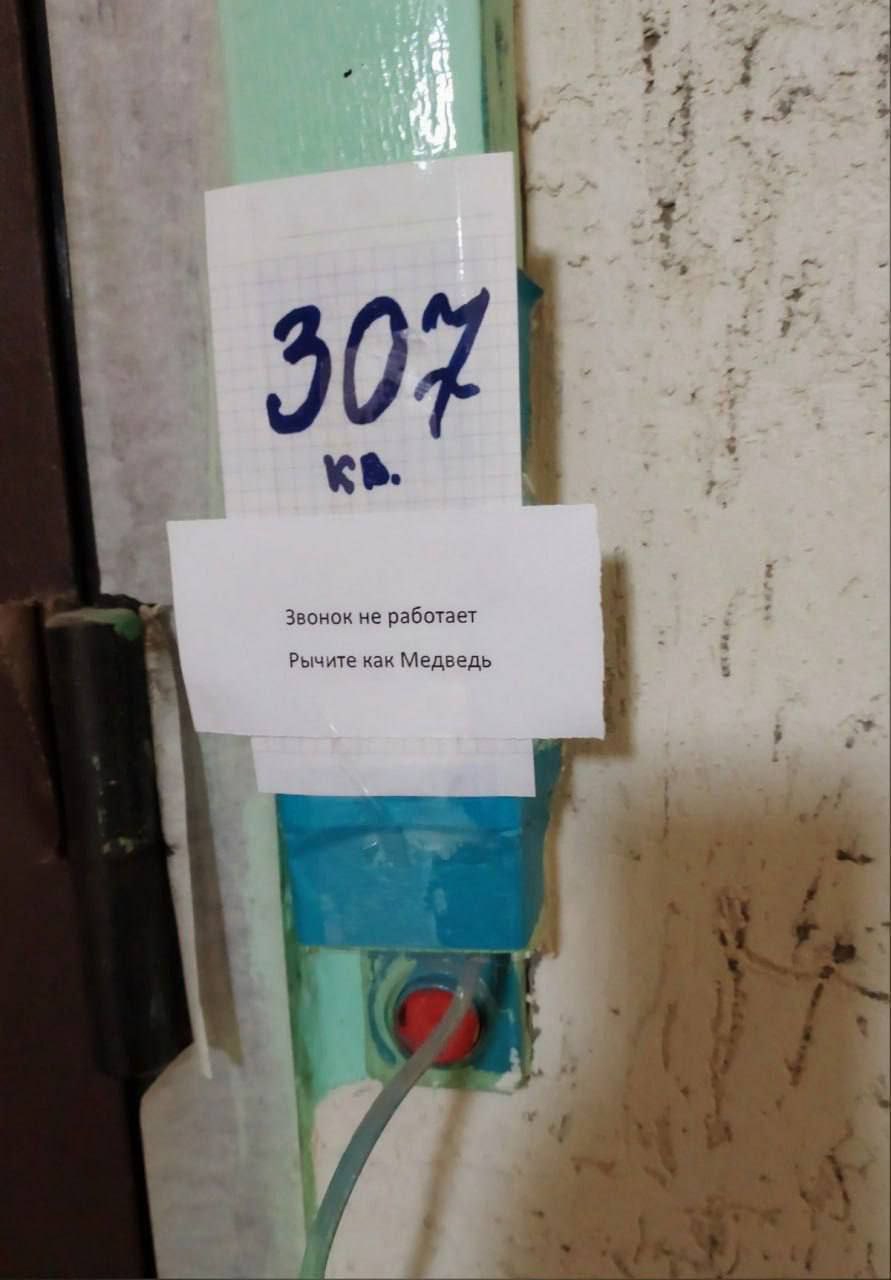 307
кв.
Звонок не работает
Рычите как Медведь